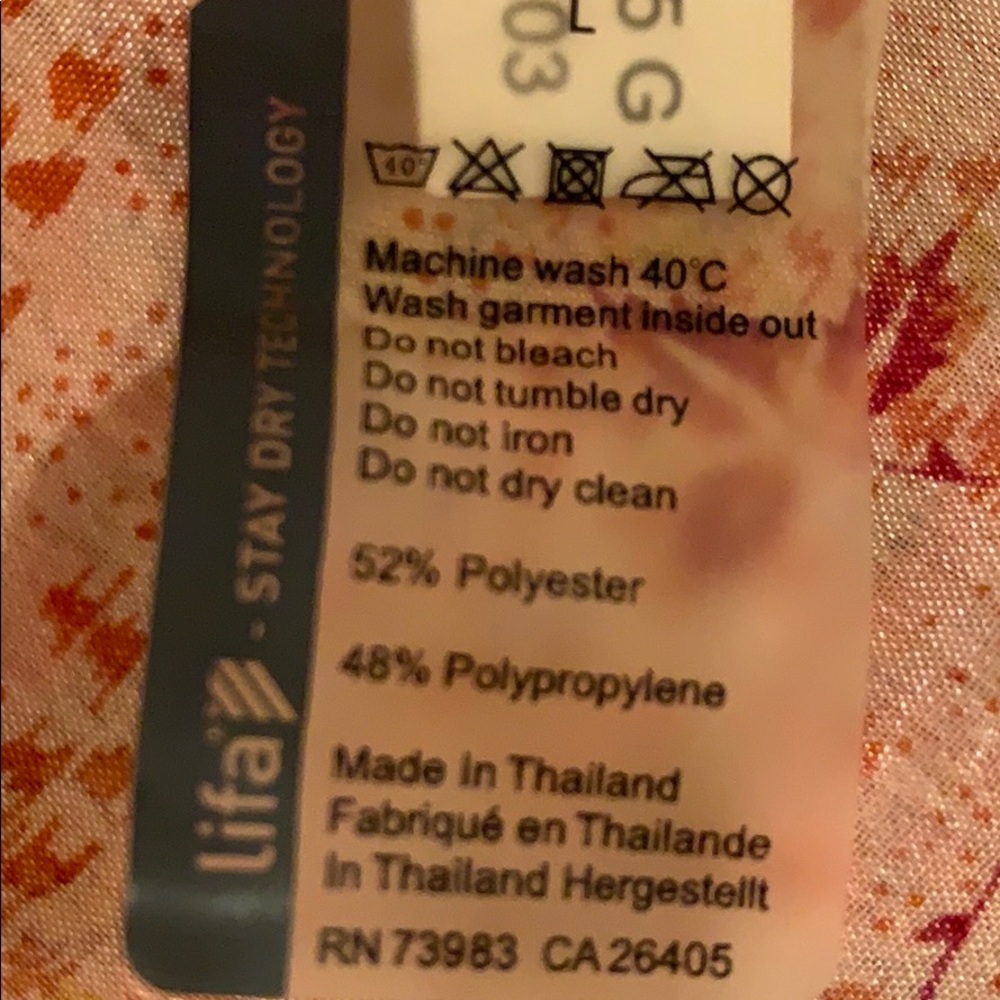 L
5 G
03
40°
Machine wash 40°C
Wash garment inside out
Do not bleach
Do not tumble dry
Do not iron
Do not dry clean
52% Polyester
48% Polypropylene
Made in Thailand
Fabriqué en Thailande
In Thailand Hergestellt
RN 73983 CA 26405
lifa® - STAY DRY TECHNOLOGY